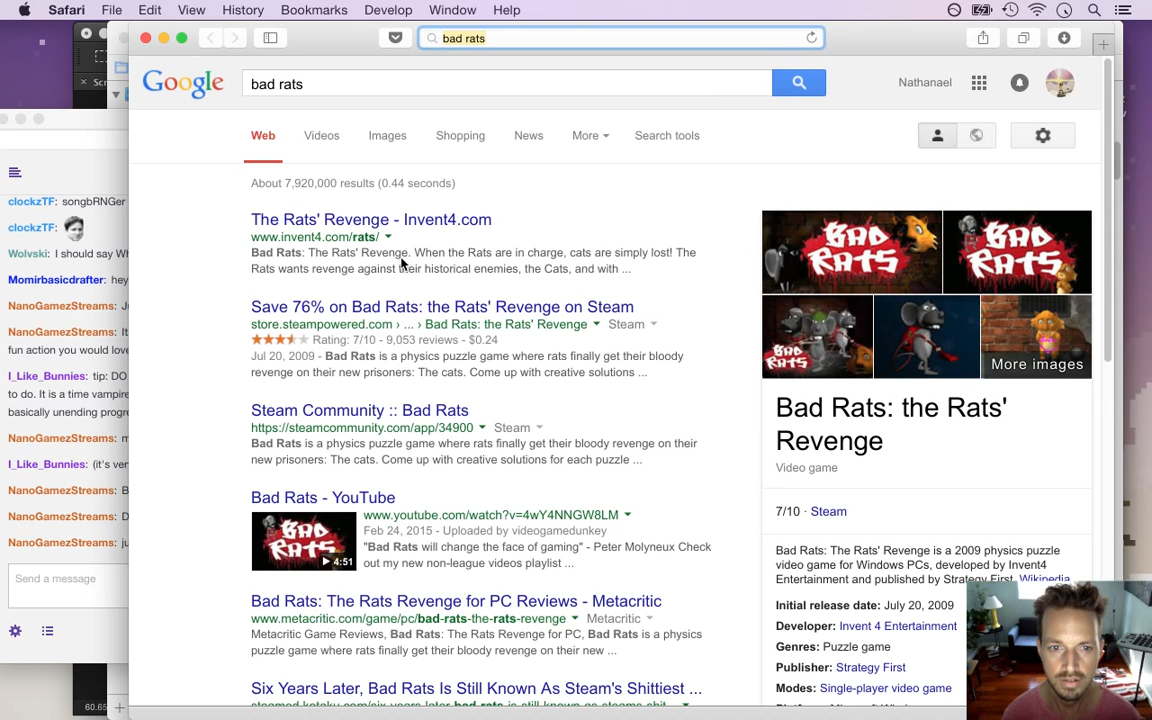 Safari File Edit View History Bookmarks Develop Window Help
bad rats
Google
bad rats
Nathanael
Web Videos Images Shopping News More Search tools
About 7,920,000 results (0.44 seconds)
The Rats' Revenge - Invent4.com
www.invent4.com/rats/
Bad Rats: The Rats' Revenge. When the Rats are in charge, cats are simply lost! The
Rats wants revenge against their historical enemies, the Cats, and with ...
Save 76% on Bad Rats: the Rats' Revenge on Steam
store.steampowered.com › ... › Bad Rats: the Rats' Revenge Steam
Rating: 7/10 - 9,053 reviews - $0.24
Jul 20, 2009 - Bad Rats is a physics puzzle game where rats finally get their bloody
revenge on their new prisoners: The cats. Come up with creative solutions ...
Steam Community :: Bad Rats
https://steamcommunity.com/app/34900 Steam
Bad Rats is a physics puzzle game where rats finally get their bloody revenge on their
new prisoners: The cats. Come up with creative solutions for each puzzle ...
Bad Rats - YouTube
www.youtube.com/watch?v=4wY4NNGW8LM
Feb 24, 2015 - Uploaded by videogamedunkey
"Bad Rats will change the face of gaming" - Peter Molyneux Check
out my new non-league videos playlist ...
BAD RATS
4:51
Bad Rats: The Rats Revenge for PC Reviews - Metacritic
www.metacritic.com/game/pc/bad-rats-the-rats-revenge Metacritic
Metacritic Game Reviews, Bad Rats: The Rats Revenge for PC, Bad Rats is a physics
puzzle game where rats finally get their bloody revenge on their new ...
Six Years Later, Bad Rats Is Still Known As Steam's Shittiest ...
BAD RATS
BAD RATS
BAD RATS
More images
Bad Rats: the Rats'
Revenge
Video game
7/10 · Steam
Bad Rats: The Rats' Revenge is a 2009 physics puzzle
video game for Windows PCs, developed by Invent4
Entertainment and published by Strategy First. Wikipedia
Initial release date: July 20, 2009
Developer: Invent 4 Entertainment
Genres: Puzzle game
Publisher: Strategy First
Modes: Single-player video game
clockzTF: songbRNGer
clockzTF:
Wolvski: I should say
Momirbasicdrafter: hey
NanoGamezStreams:
NanoGamezStreams: It
fun action you would love
I_Like_Bunnies: tip: DO
to do. It is a time vampire
basically unending
NanoGamezStreams:
I_Like_Bunnies: (it's
NanoGamezStreams:
NanoGamezStreams:
NanoGamezStreams:
Send a message
60.65